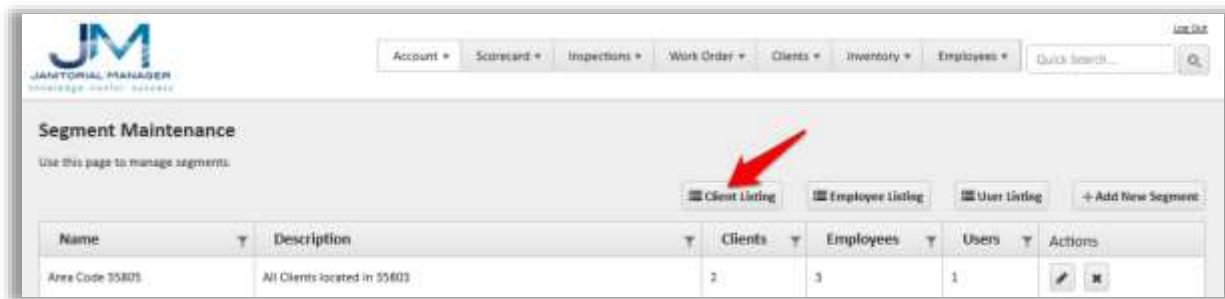 Log Out
JM
JANITORIAL MANAGER
Account Scorecard Inspections Work Order Clients Inventory Employees Quick Search...
Segment Maintenance
Use this page to manage segments.
Client Listing Employee Listing User Listing + Add New Segment
Name Description Clients Employees Users Actions
Area Code 55805 All Clients located in 55803 2 3 1